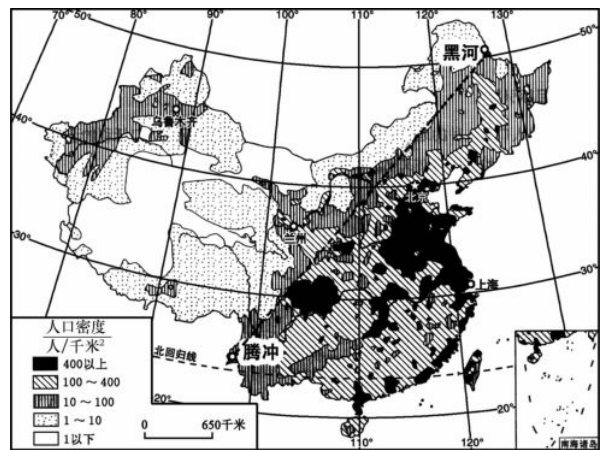 70° 80° 90° 100° 110° 120° 130°
50°
黑河
40°
乌鲁木齐
40°
北京
兰州
30°
30°
上海
腾冲
人口密度
人/千米²
400以上
100～400
10～100
1～10
1以下
北回归线
20°
20°
0 650千米
100° 110° 120°
南海诸岛